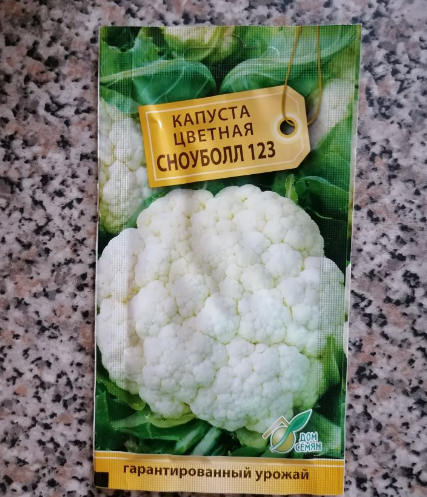 КАПУСТА
ЦВЕТНАЯ
СНОУБОЛЛ 123
ДОМ
СЕМЯН
гарантированный урожай